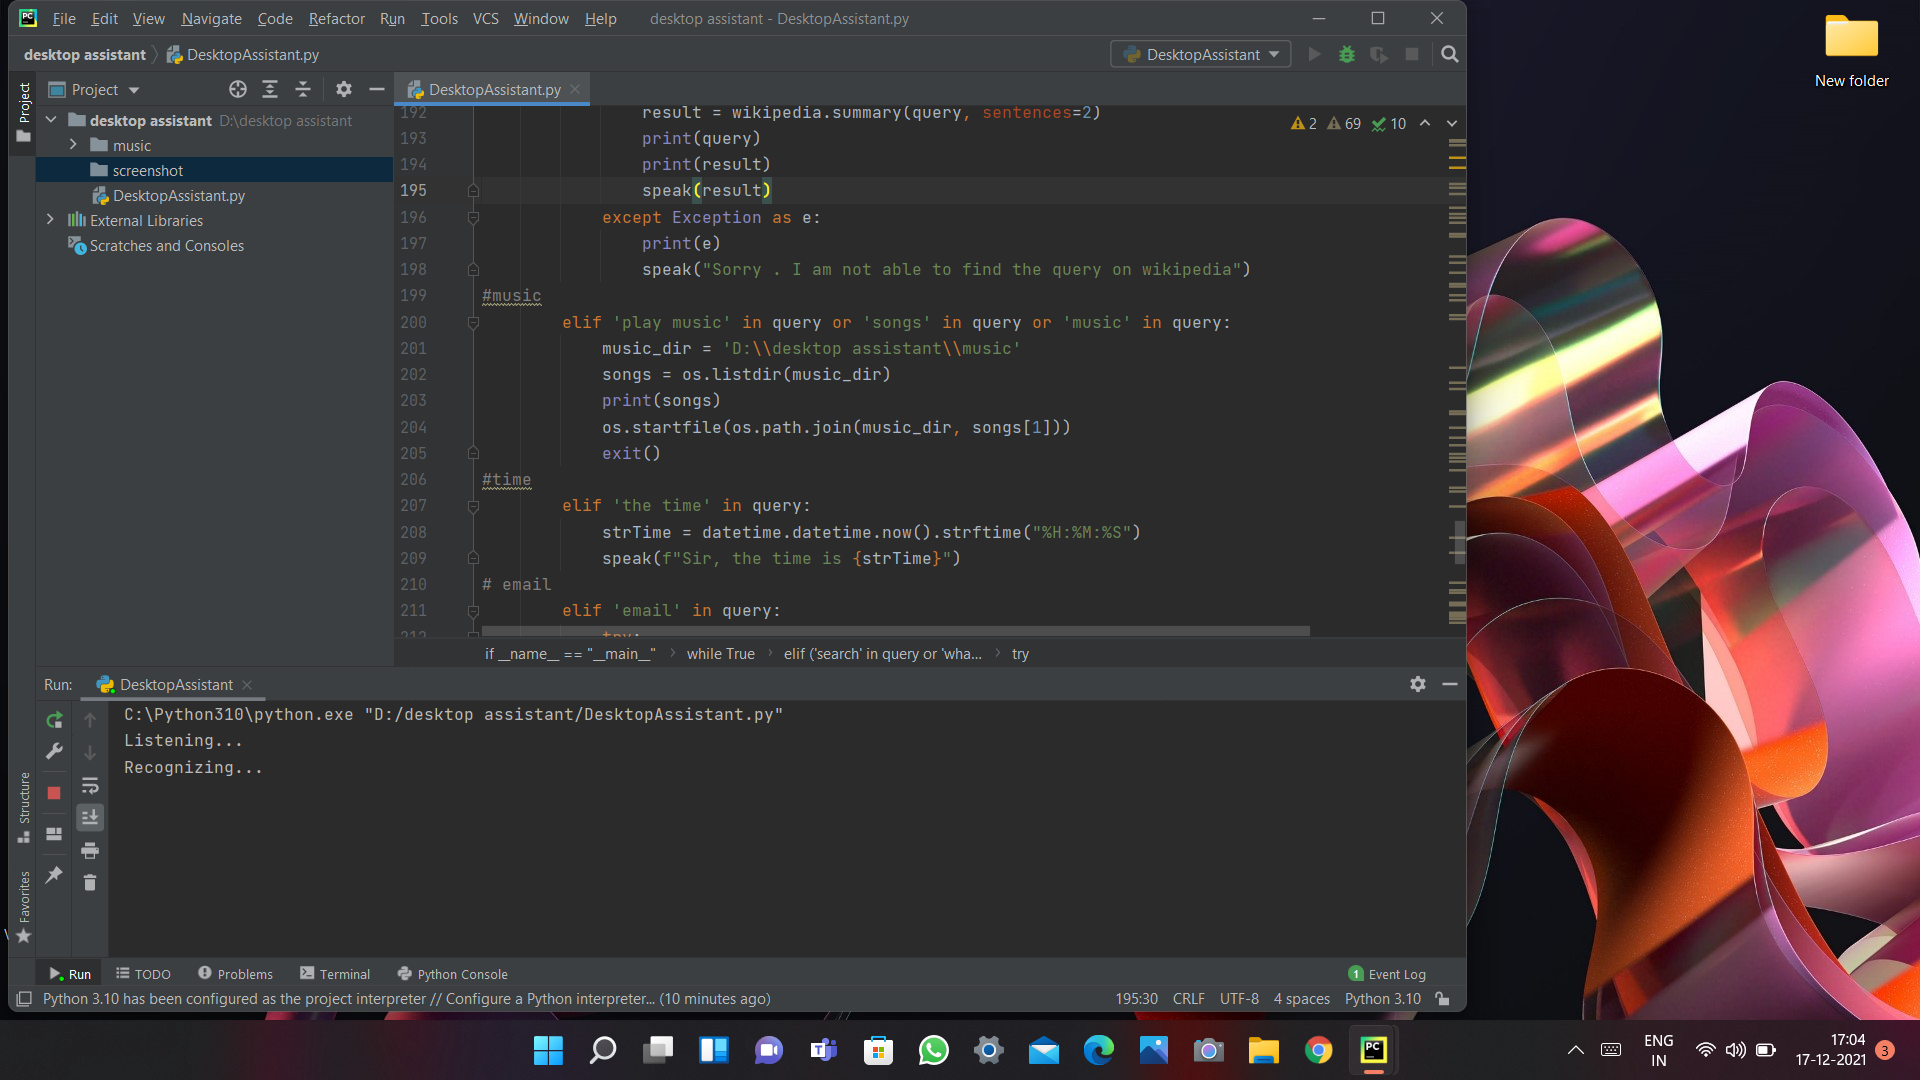 File Edit View Navigate Code Refactor Run Tools VCS Window Help desktop assistant - DesktopAssistant.py
desktop assistant DesktopAssistant.py
DesktopAssistant
New folder
Project
Project
DesktopAssistant.py
desktop assistant D:\desktop assistant
music
screenshot
DesktopAssistant.py
External Libraries
Scratches and Consoles
2 69 10
192 result = wikipedia.summary(query, sentences=2)
193 print(query)
194 print(result)
195 speak(result)
196 except Exception as e:
197 print(e)
198 speak("Sorry . I am not able to find the query on wikipedia")
199 #music
200 elif 'play music' in query or 'songs' in query or 'music' in query:
201 music_dir = 'D:\\desktop assistant\\music'
202 songs = os.listdir(music_dir)
203 print(songs)
204 os.startfile(os.path.join(music_dir, songs[1]))
205 exit()
206 #time
207 elif 'the time' in query:
208 strTime = datetime.datetime.now().strftime("%H:%M:%S")
209 speak(f"Sir, the time is {strTime}")
210 # email
211 elif 'email' in query:
212 try:
if __name__ == "__main__" while True elif ('search' in query or 'wha... try
Run: DesktopAssistant
C:\Python310\python.exe "D:/desktop assistant/DesktopAssistant.py"
Listening...
Recognizing...
Structure
Favorites
Run TODO Problems Terminal Python Console 1 Event Log
Python 3.10 has been configured as the project interpreter // Configure a Python interpreter... (10 minutes ago) 195:30 CRLF UTF-8 4 spaces Python 3.10
ENG
IN
17:04
17-12-2021
3